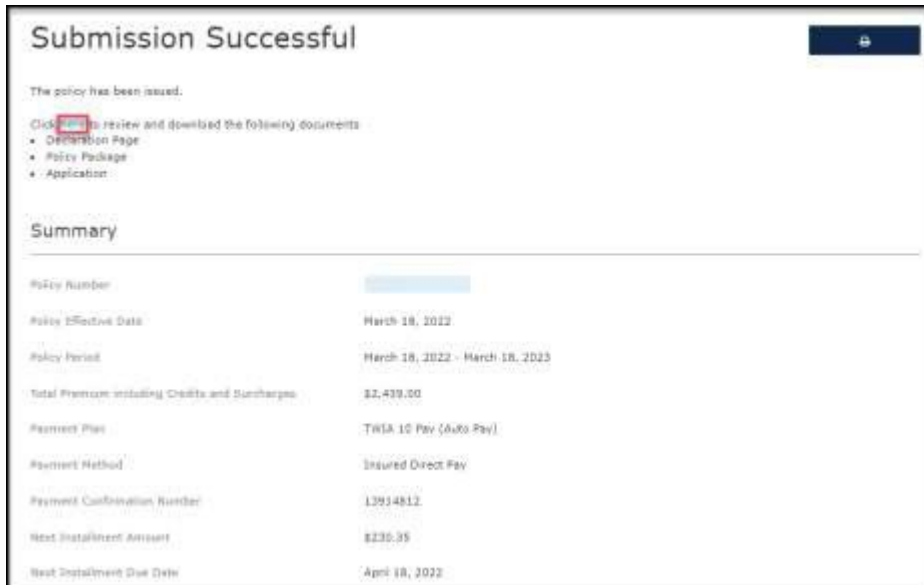 Submission Successful
The policy has been issued.
Click here to review and download the following documents
• Declaration Page
• Policy Package
• Application
Summary
Policy Number
Policy Effective Date March 18, 2022
Policy Period March 18, 2022 - March 18, 2023
Total Premium including Credits and Surcharges $2,439.00
Payment Plan TWIA 10 Pay (Auto Pay)
Payment Method Insured Direct Pay
Payment Confirmation Number 13914812
Next Installment Amount $230.35
Next Installment Due Date April 18, 2022